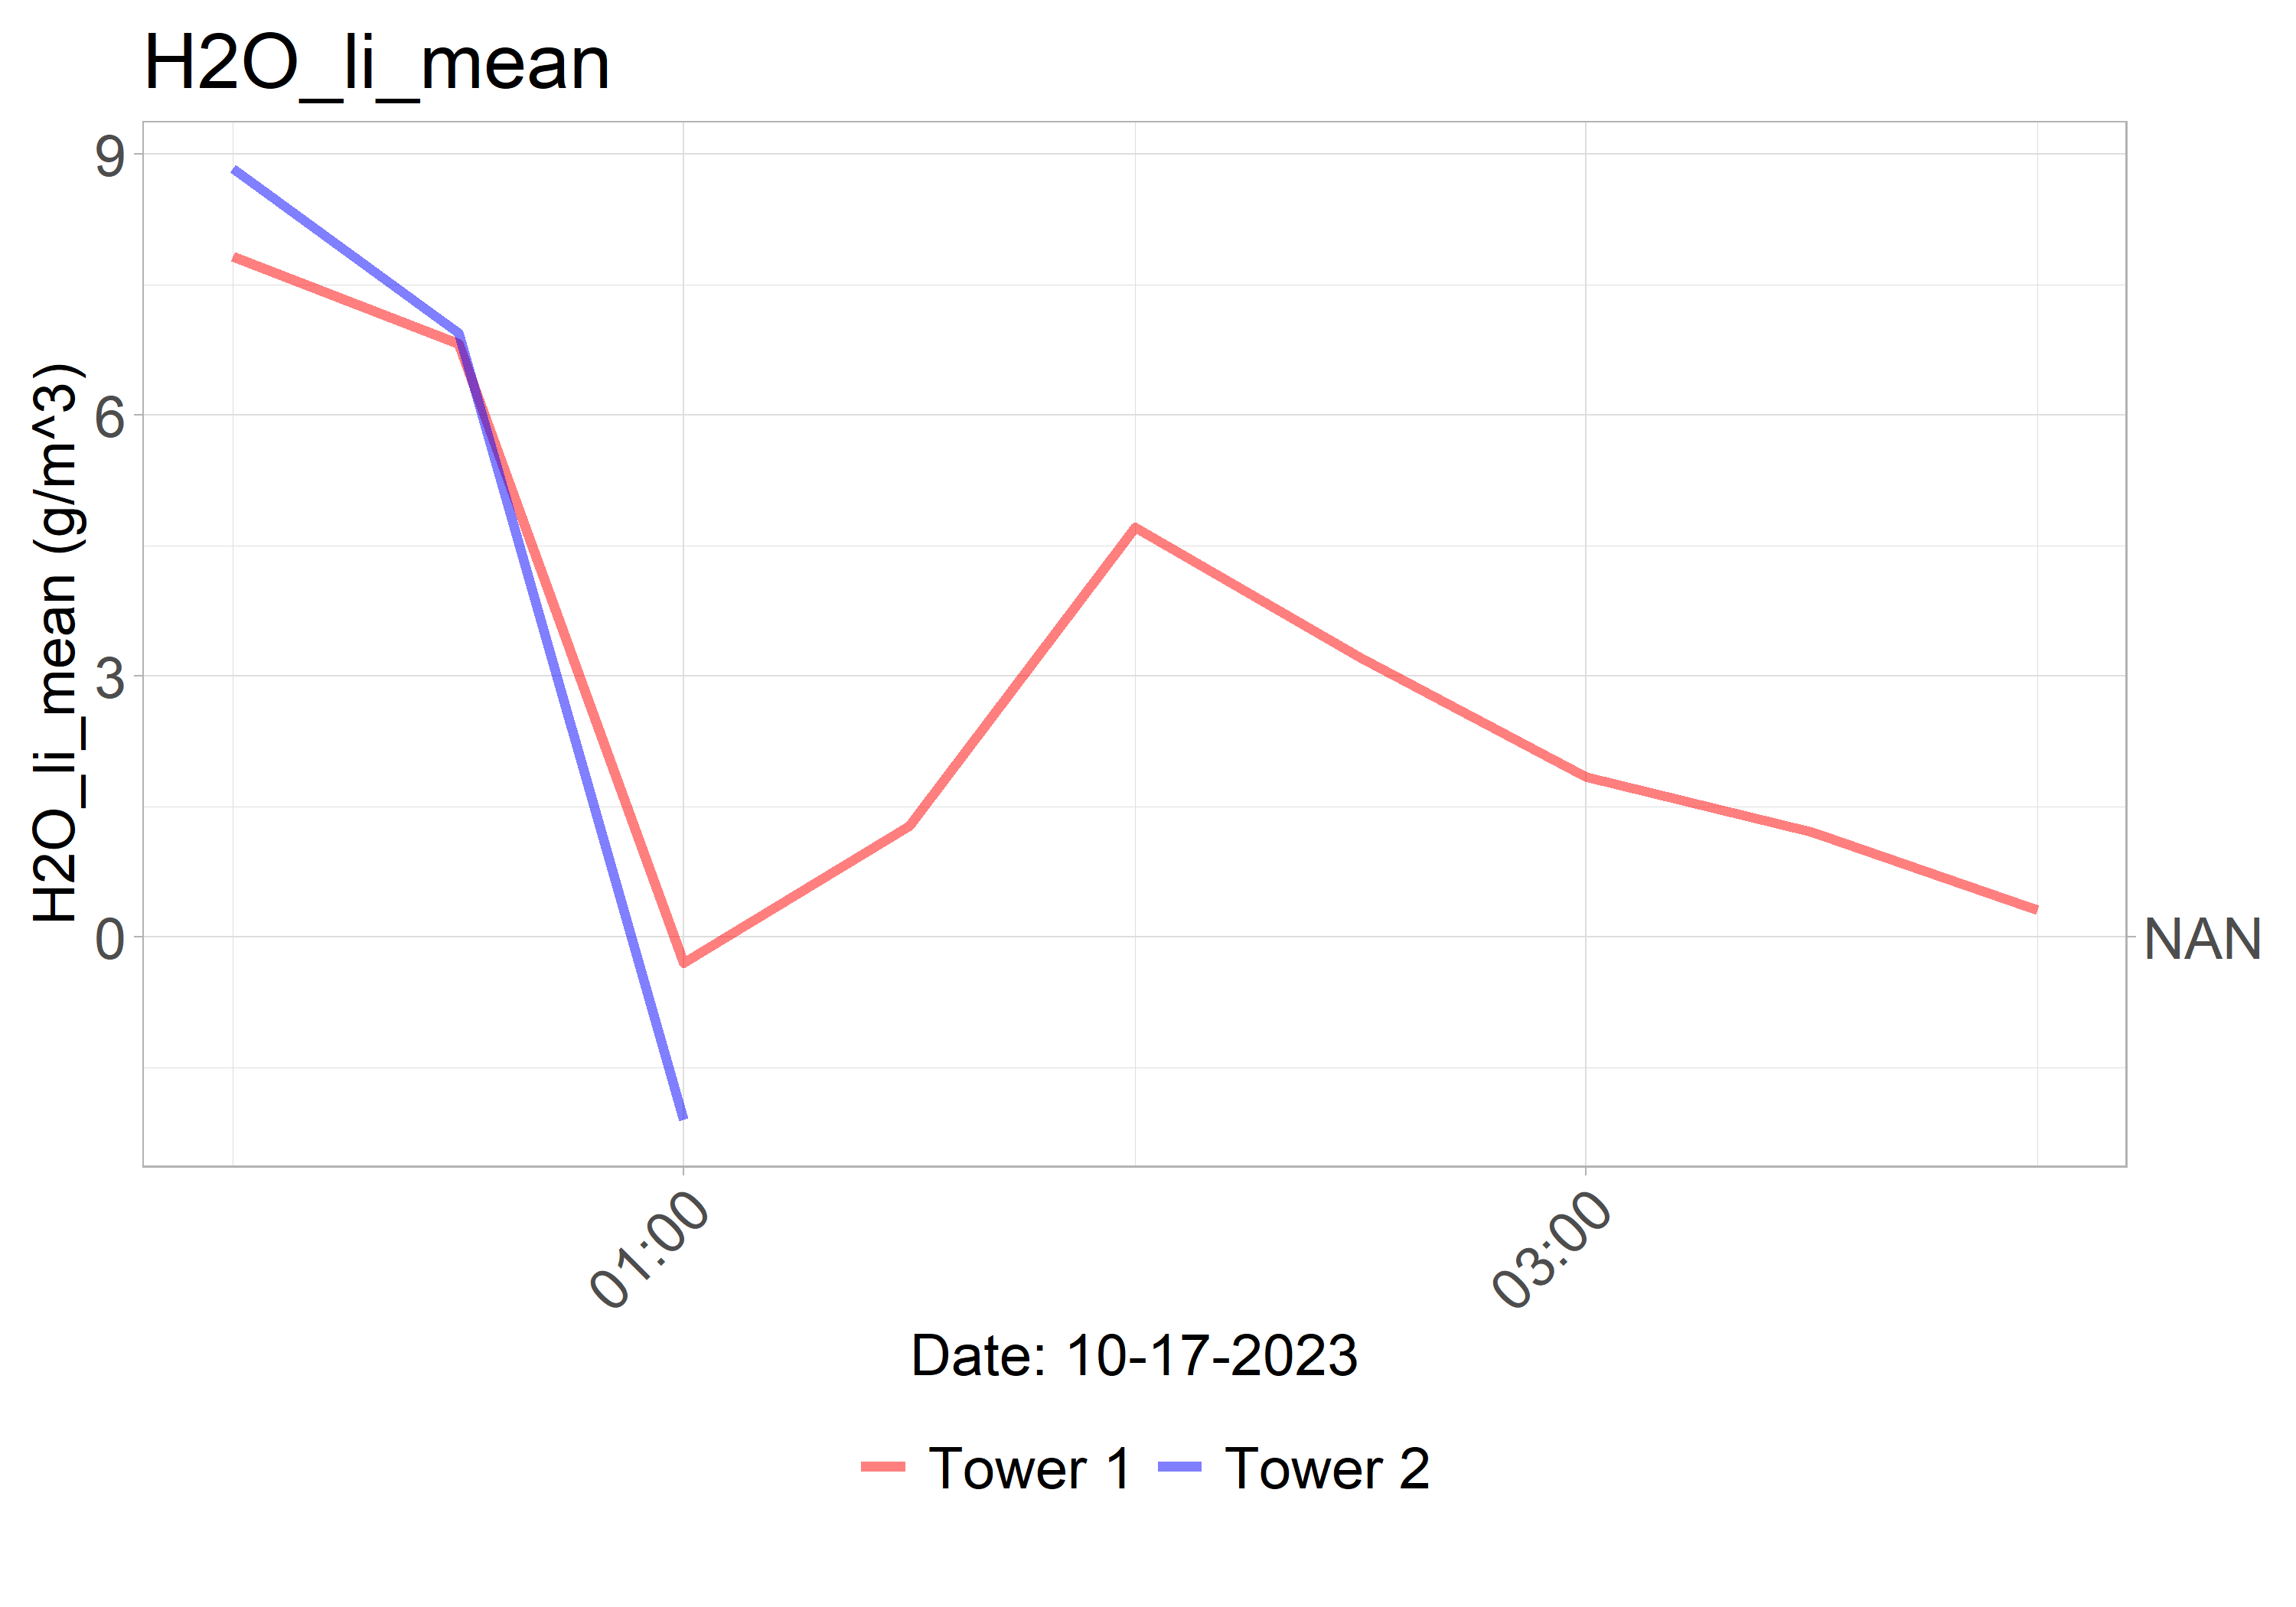 H2O_li_mean
H2O_li_mean (g/m^3)
9
6
3
0
NAN
01:00
03:00
Date: 10-17-2023
Tower 1
Tower 2